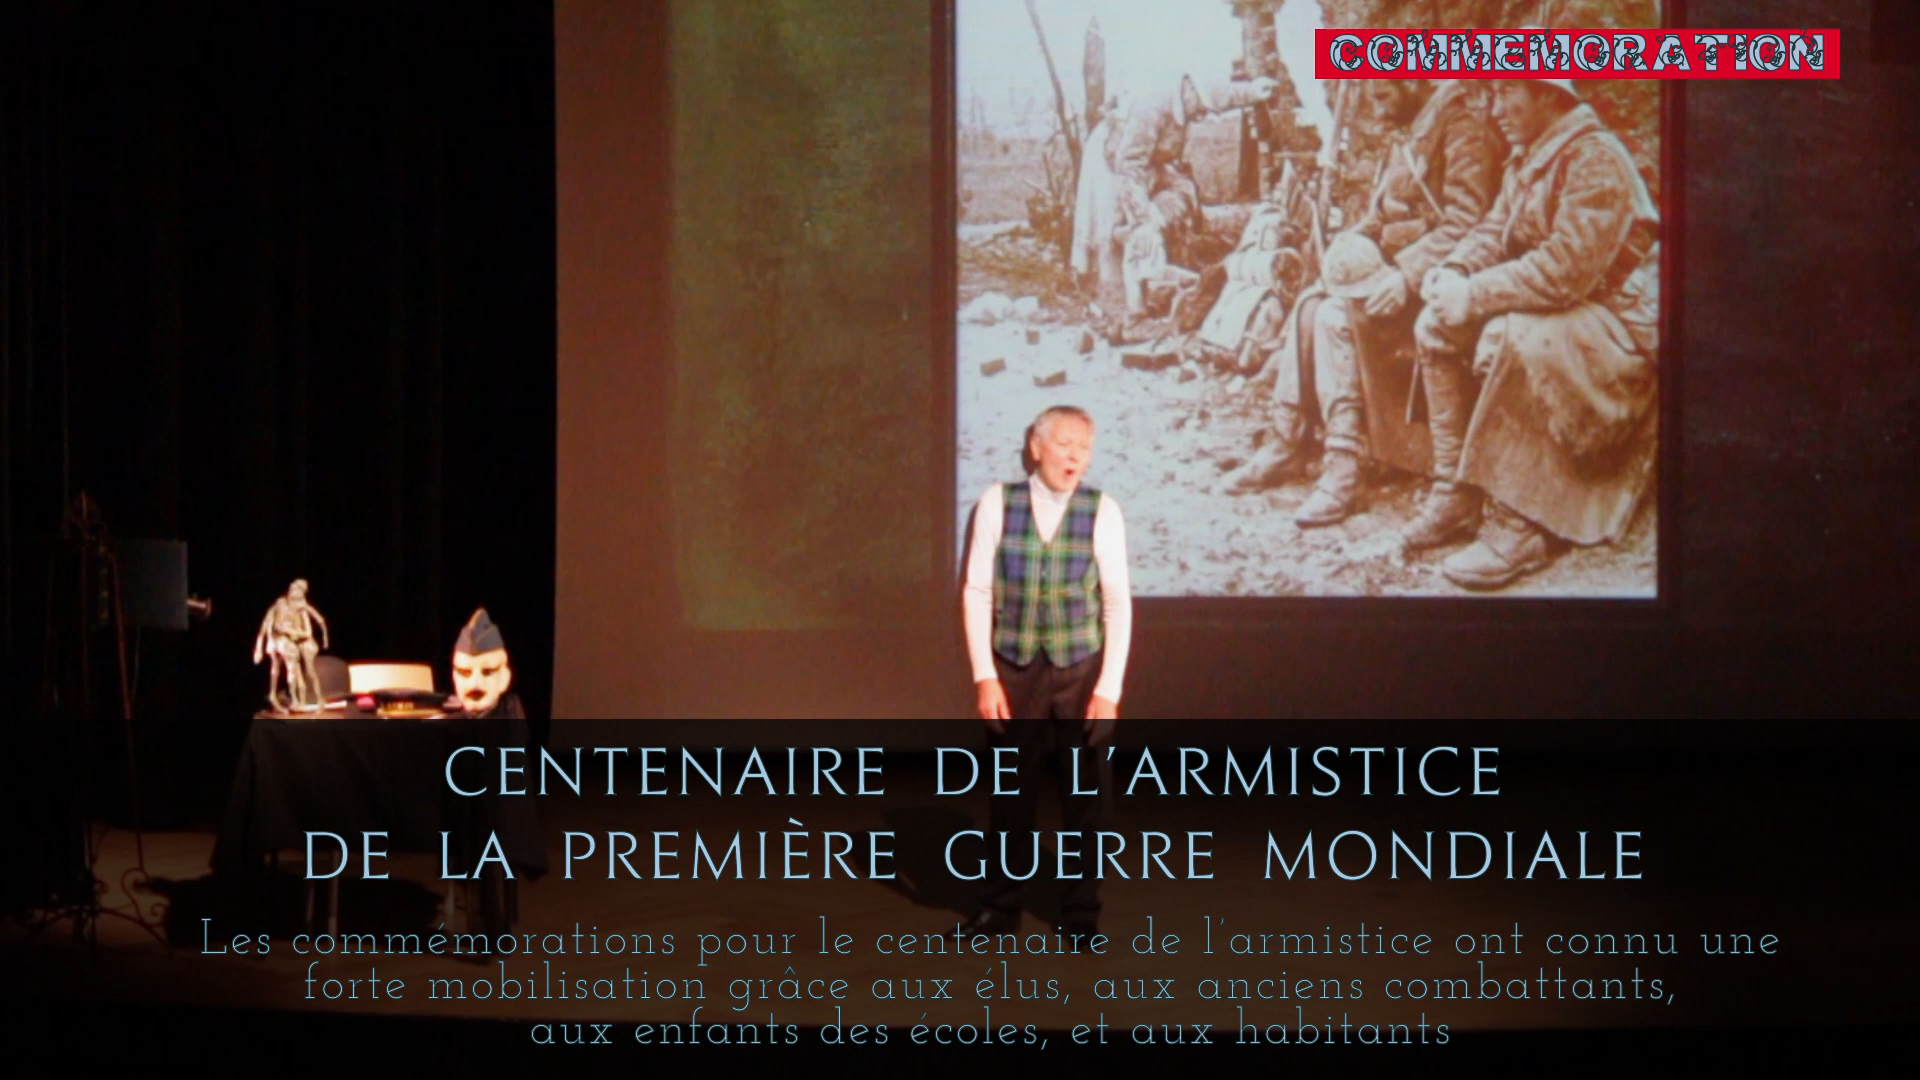 COMMEMORATION
CENTENAIRE DE L'ARMISTICE
DE LA PREMIÈRE GUERRE MONDIALE
Les commémorations pour le centenaire de l'armistice ont connu une
forte mobilisation grâce aux élus, aux anciens combattants,
aux enfants des écoles, et aux habitants